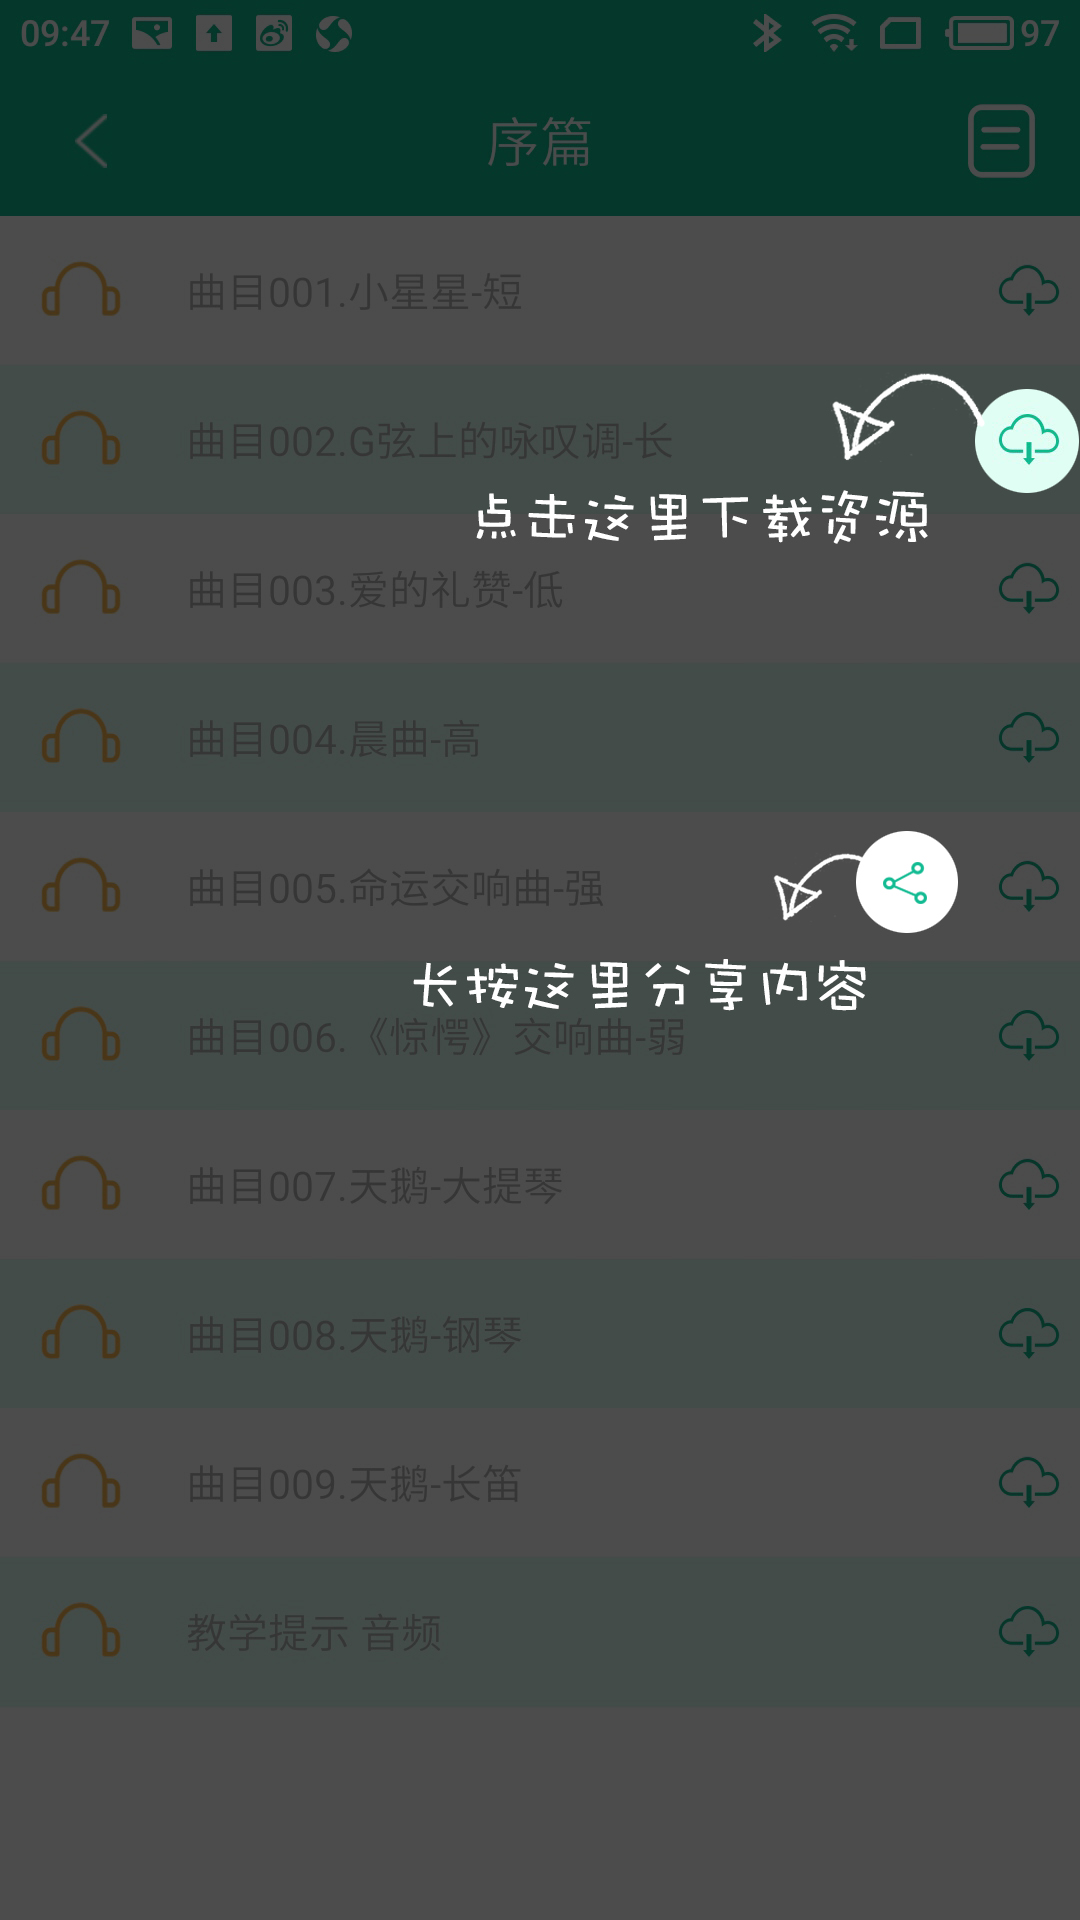 09:47
97
序篇
曲目001.小星星-短
曲目002.G弦上的咏叹调-长
点击这里下载资源
曲目003.爱的礼赞-低
曲目004.晨曲-高
曲目005.命运交响曲-强
长按这里分享内容
曲目006.《惊愕》交响曲-弱
曲目007.天鹅-大提琴
曲目008.天鹅-钢琴
曲目009.天鹅-长笛
教学提示 音频